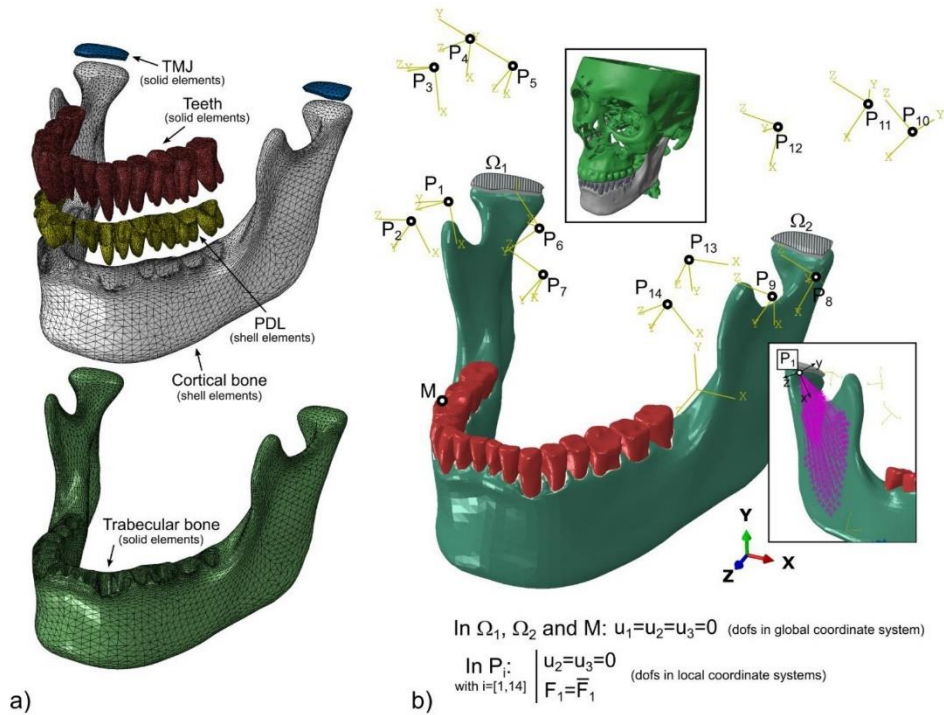 TMJ
(solid elements)
Teeth
(solid elements)
PDL
(shell elements)
Cortical bone
(shell elements)
Trabecular bone
(solid elements)
a)
Y
Z
P₄
Y
X
Z Y
P₃
X
P₅
Y X
Z
P₁₁
Y
X
P₁₀
Y
X
Z
P₁₂
X
Ω₁
P₁
Z
Y
X
Z
P₂
Y
X
P₆
P₇
Y X
Ω₂
P₁₃
X
Z Y
Z
P₁₄
Y
X
Z
P₉
Y X
X
P₈
X
Y
X
Z
M
P₁
y
z
x
Y
Z
X
In Ω₁, Ω₂ and M: u₁=u₂=u₃=0 (dofs in global coordinate system)
In Pᵢ: u₂=u₃=0
with i=[1,14] F₁=F̅₁ (dofs in local coordinate systems)
b)